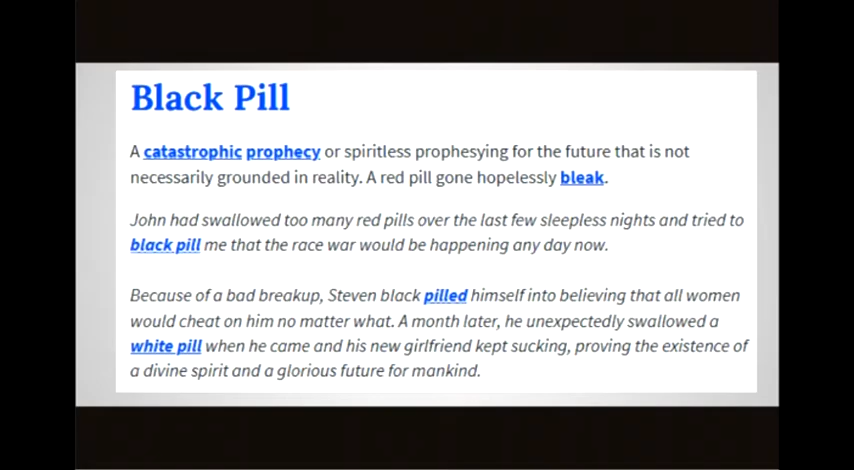 Black Pill
A catastrophic prophecy or spiritless prophesying for the future that is not
necessarily grounded in reality. A red pill gone hopelessly bleak.
John had swallowed too many red pills over the last few sleepless nights and tried to
black pill me that the race war would be happening any day now.
Because of a bad breakup, Steven black pilled himself into believing that all women
would cheat on him no matter what. A month later, he unexpectedly swallowed a
white pill when he came and his new girlfriend kept sucking, proving the existence of
a divine spirit and a glorious future for mankind.